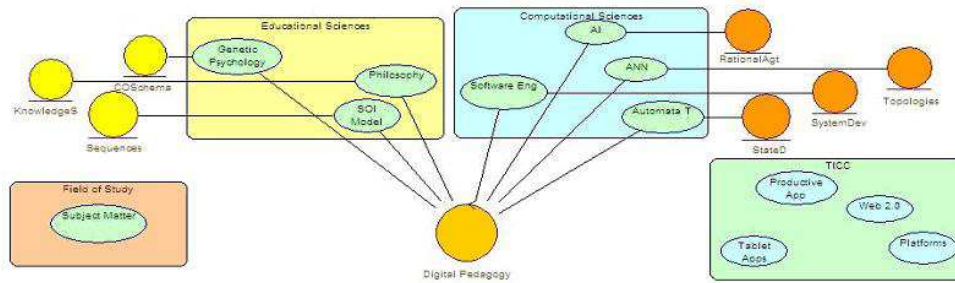 Educational Sciences
Computational Sciences
Genetic
Psychology
AI
Philosophy
ANN
Software Eng
SOI
Model
Automata T
COSchema
KnowledgeS
Sequences
RationalAgt
Topologies
SystemDev
StateD
Field of Study
Subject Matter
TICC
Productive
App
Web 2.0
Tablet
Apps
Platforms
Digital Pedagogy